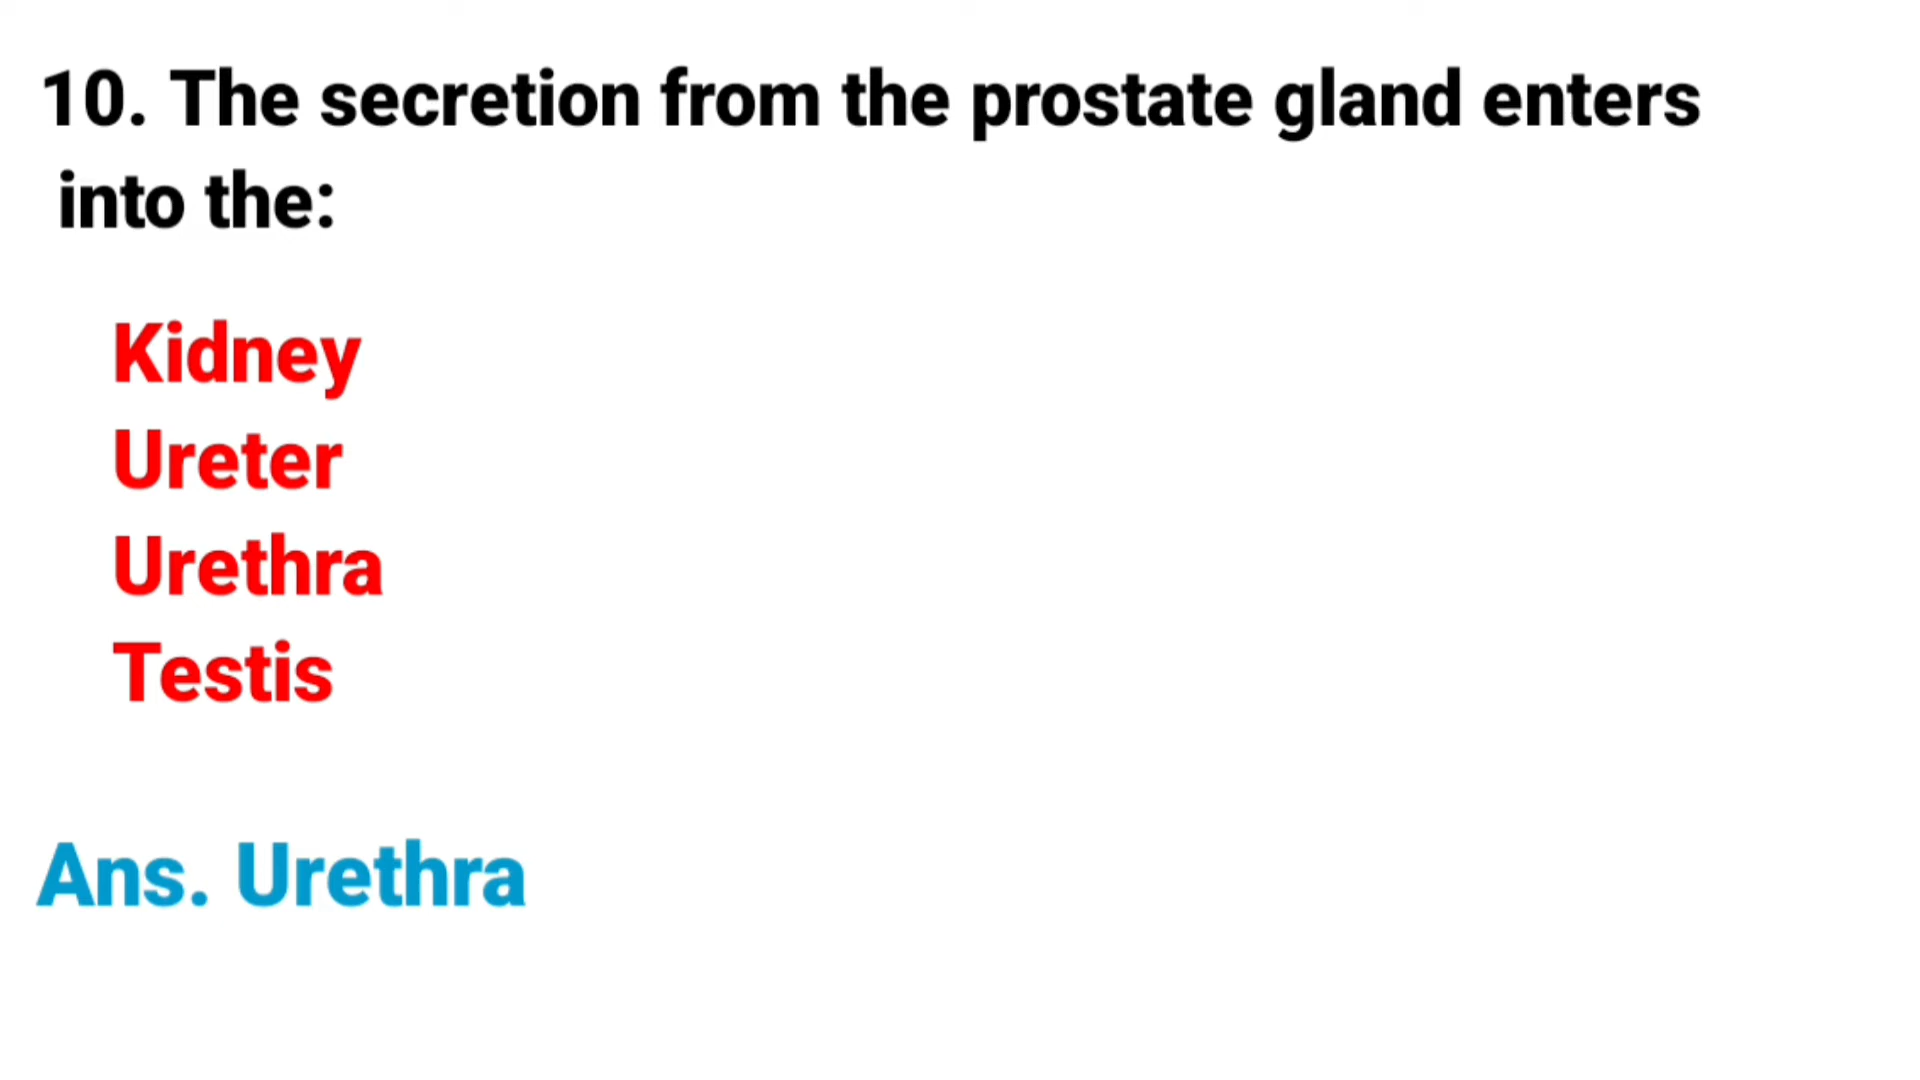 10. The secretion from the prostate gland enters
into the:
Kidney
Ureter
Urethra
Testis
Ans. Urethra